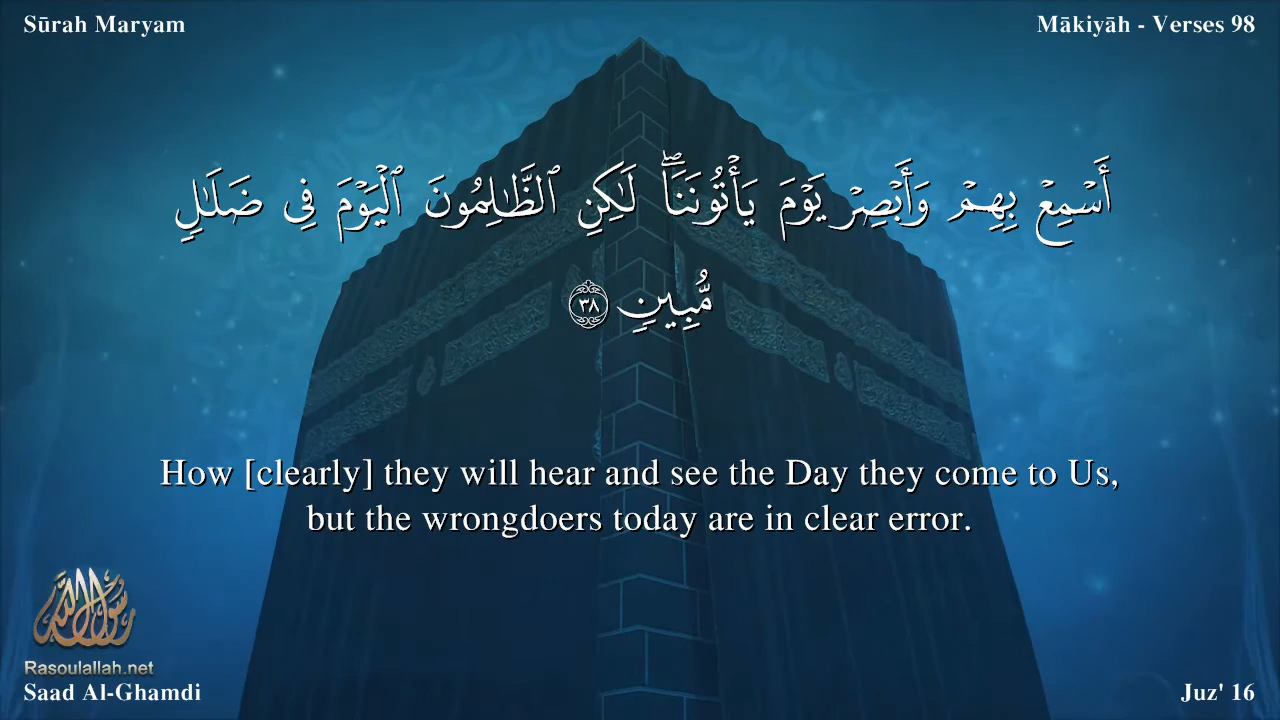 Sūrah Maryam
Mākiyāh - Verses 98
أَسْمِعْ بِهِمْ وَأَبْصِرْ يَوْمَ يَأْتُونَنَاۖ لَٰكِنِ ٱلظَّٰلِمُونَ ٱلْيَوْمَ فِى ضَلَٰلٍ
مُّبِينٍ ٣٨
How [clearly] they will hear and see the Day they come to Us,
but the wrongdoers today are in clear error.
رسول الله
Rasoulallah.net
Saad Al-Ghamdi
Juz' 16